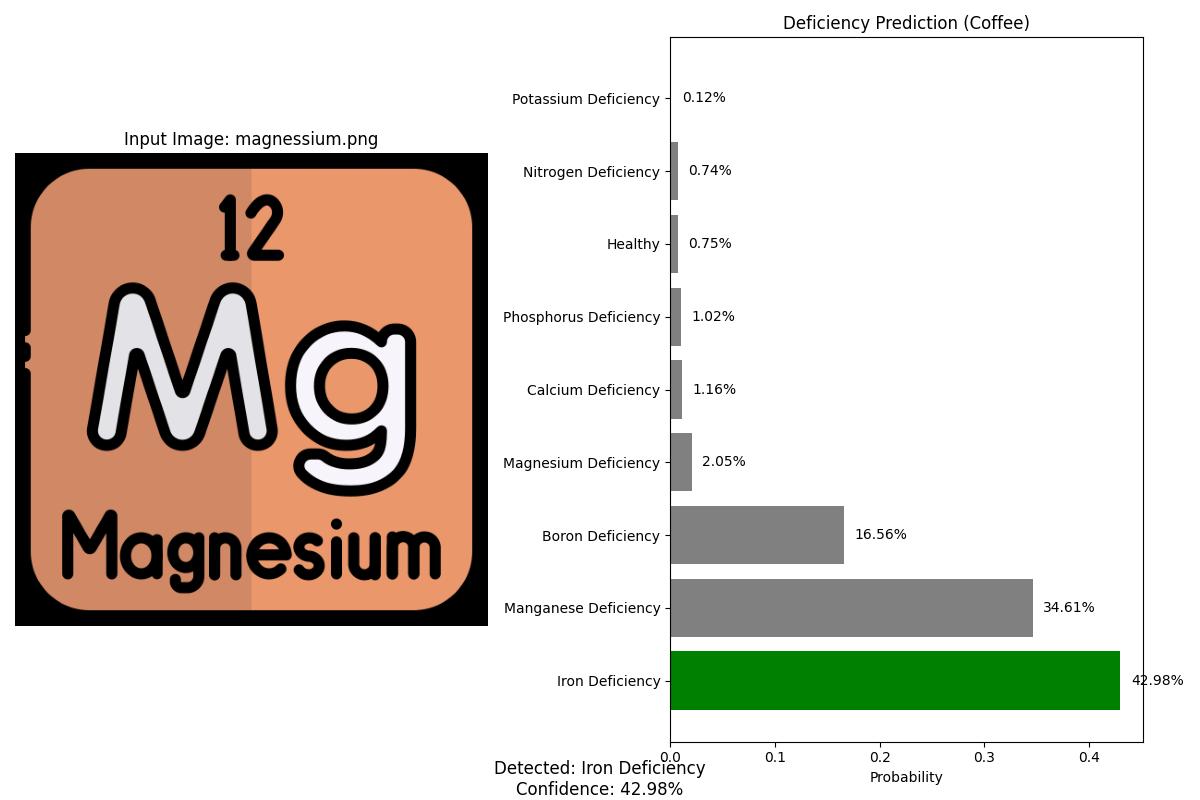 Input Image: magnessium.png
12
Mg
Magnesium
Deficiency Prediction (Coffee)
Potassium Deficiency 0.12%
Nitrogen Deficiency 0.74%
Healthy 0.75%
Phosphorus Deficiency 1.02%
Calcium Deficiency 1.16%
Magnesium Deficiency 2.05%
Boron Deficiency 16.56%
Manganese Deficiency 34.61%
Iron Deficiency 42.98%
0.0 0.1 0.2 0.3 0.4
Probability
Detected: Iron Deficiency
Confidence: 42.98%